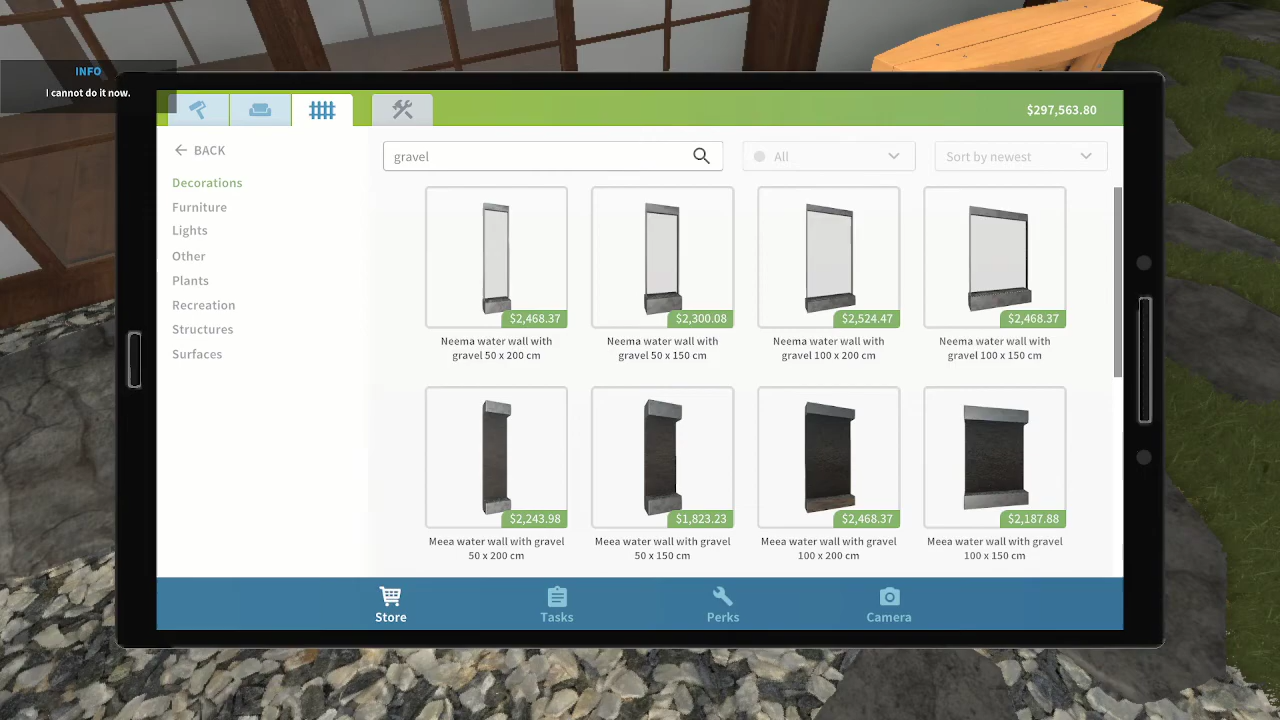 INFO
I cannot do it now.
$297,563.80
BACK
gravel
All
Sort by newest
Decorations
Furniture
Lights
Other
Plants
Recreation
Structures
Surfaces
$2,468.37
$2,300.08
$2,524.47
$2,468.37
Neema water wall with
gravel 50 x 200 cm
Neema water wall with
gravel 50 x 150 cm
Neema water wall with
gravel 100 x 200 cm
Neema water wall with
gravel 100 x 150 cm
$2,243.98
$1,823.23
$2,468.37
$2,187.88
Meea water wall with gravel
50 x 200 cm
Meea water wall with gravel
50 x 150 cm
Meea water wall with gravel
100 x 200 cm
Meea water wall with gravel
100 x 150 cm
Store
Tasks
Perks
Camera